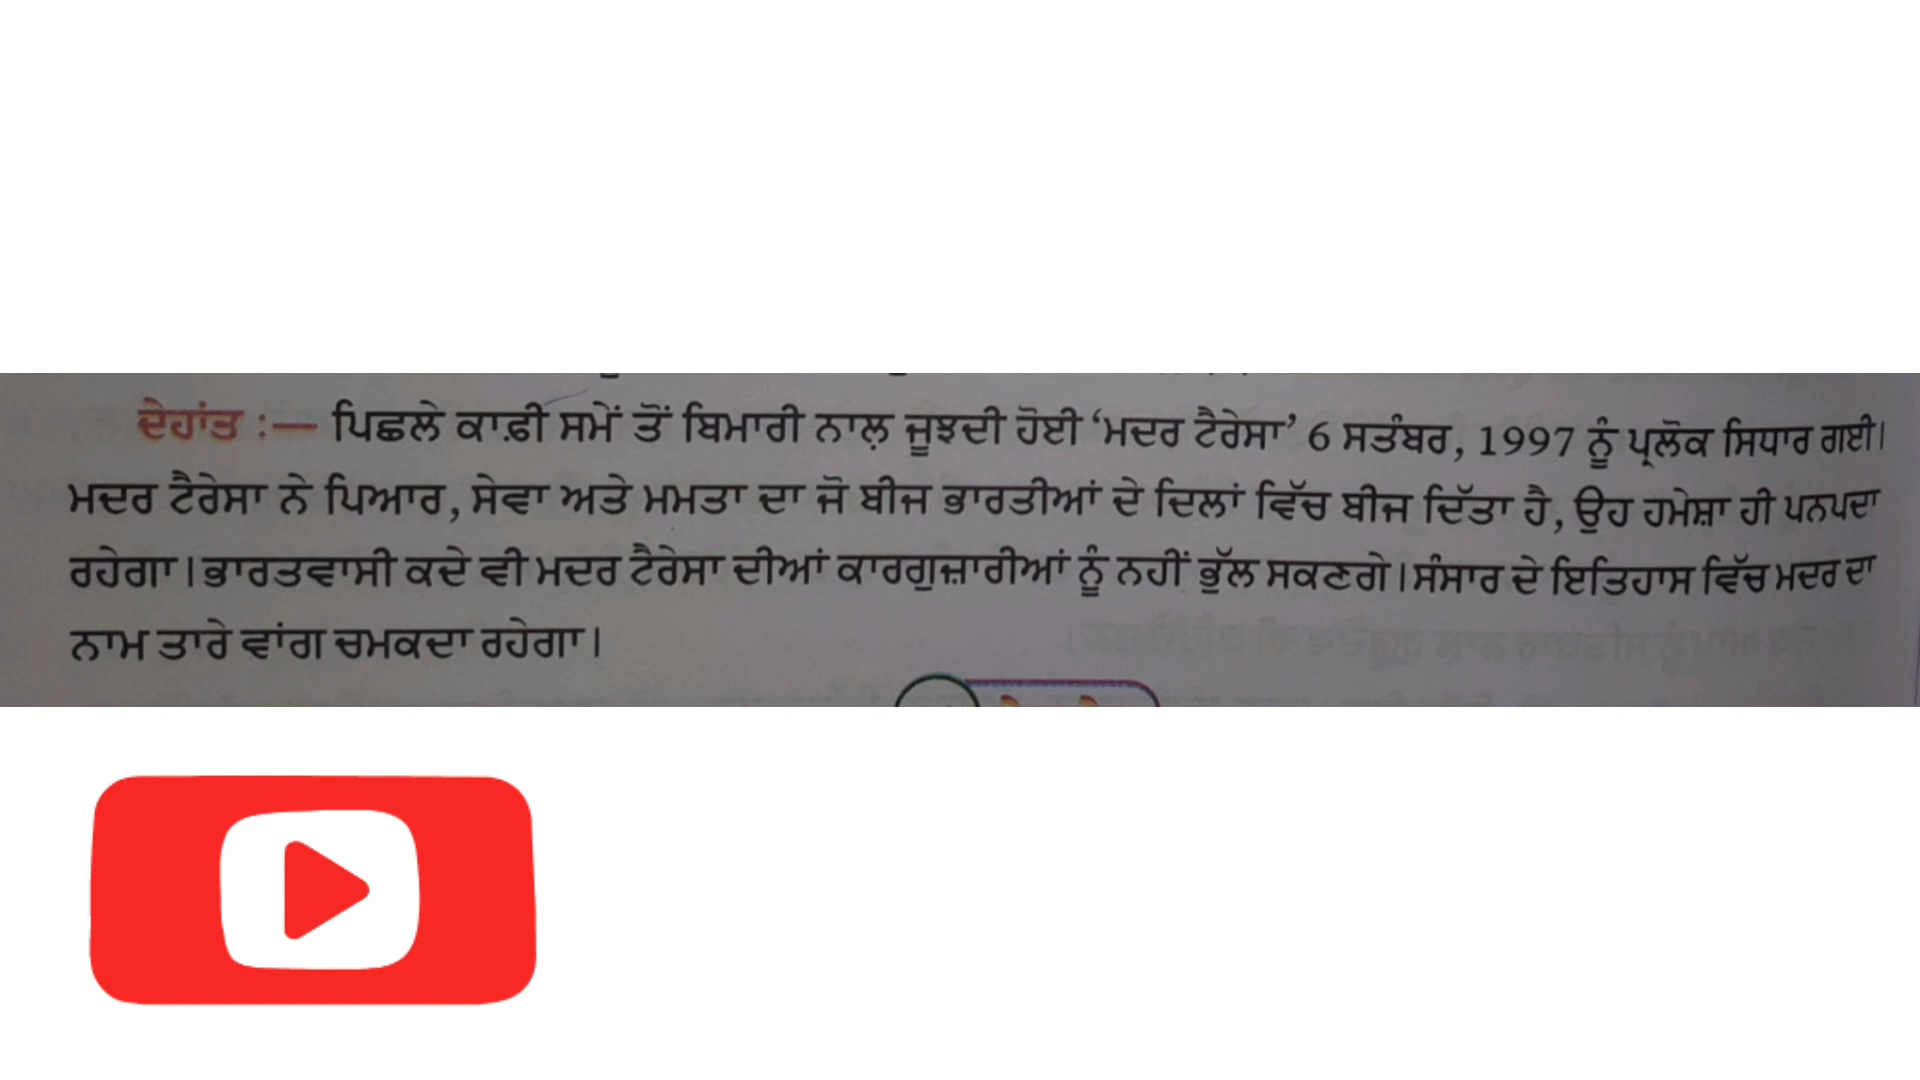 ਦੇਹਾਂਤ :— ਪਿਛਲੇ ਕਾਫ਼ੀ ਸਮੇਂ ਤੋਂ ਬਿਮਾਰੀ ਨਾਲ਼ ਜੂਝਦੀ ਹੋਈ ‘ਮਦਰ ਟੈਰੇਸਾ’ 6 ਸਤੰਬਰ, 1997 ਨੂੰ ਪ੍ਰਲੋਕ ਸਿਧਾਰ ਗਈ।
ਮਦਰ ਟੈਰੇਸਾ ਨੇ ਪਿਆਰ, ਸੇਵਾ ਅਤੇ ਮਮਤਾ ਦਾ ਜੋ ਬੀਜ ਭਾਰਤੀਆਂ ਦੇ ਦਿਲਾਂ ਵਿੱਚ ਬੀਜ ਦਿੱਤਾ ਹੈ, ਉਹ ਹਮੇਸ਼ਾ ਹੀ ਪਨਪਦਾ
ਰਹੇਗਾ। ਭਾਰਤਵਾਸੀ ਕਦੇ ਵੀ ਮਦਰ ਟੈਰੇਸਾ ਦੀਆਂ ਕਾਰਗੁਜ਼ਾਰੀਆਂ ਨੂੰ ਨਹੀਂ ਭੁੱਲ ਸਕਣਗੇ। ਸੰਸਾਰ ਦੇ ਇਤਿਹਾਸ ਵਿੱਚ ਮਦਰ ਦਾ
ਨਾਮ ਤਾਰੇ ਵਾਂਗ ਚਮਕਦਾ ਰਹੇਗਾ।